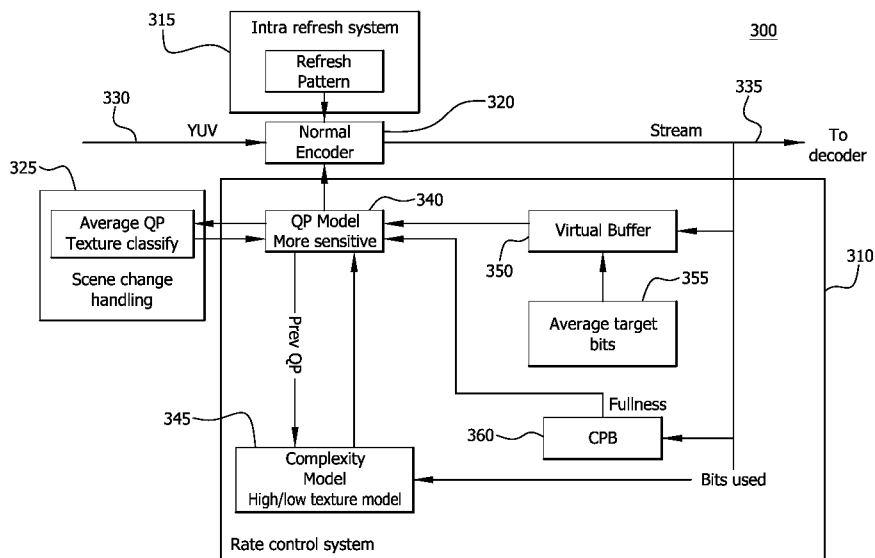 315
Intra refresh system
300
Refresh
Pattern
330
320
335
YUV
Normal
Encoder
Stream
To
decoder
325
340
Average QP
Texture classify
QP Model
More sensitive
Virtual Buffer
350
Scene change
handling
355
310
Average target
bits
Prev QP
Fullness
345
360
CPB
Complexity
Model
High/low texture model
Bits used
Rate control system